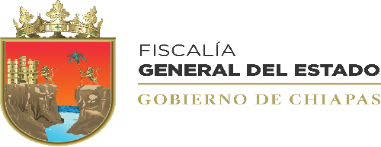 FISCALÍA
GENERAL DEL ESTADO
GOBIERNO DE CHIAPAS